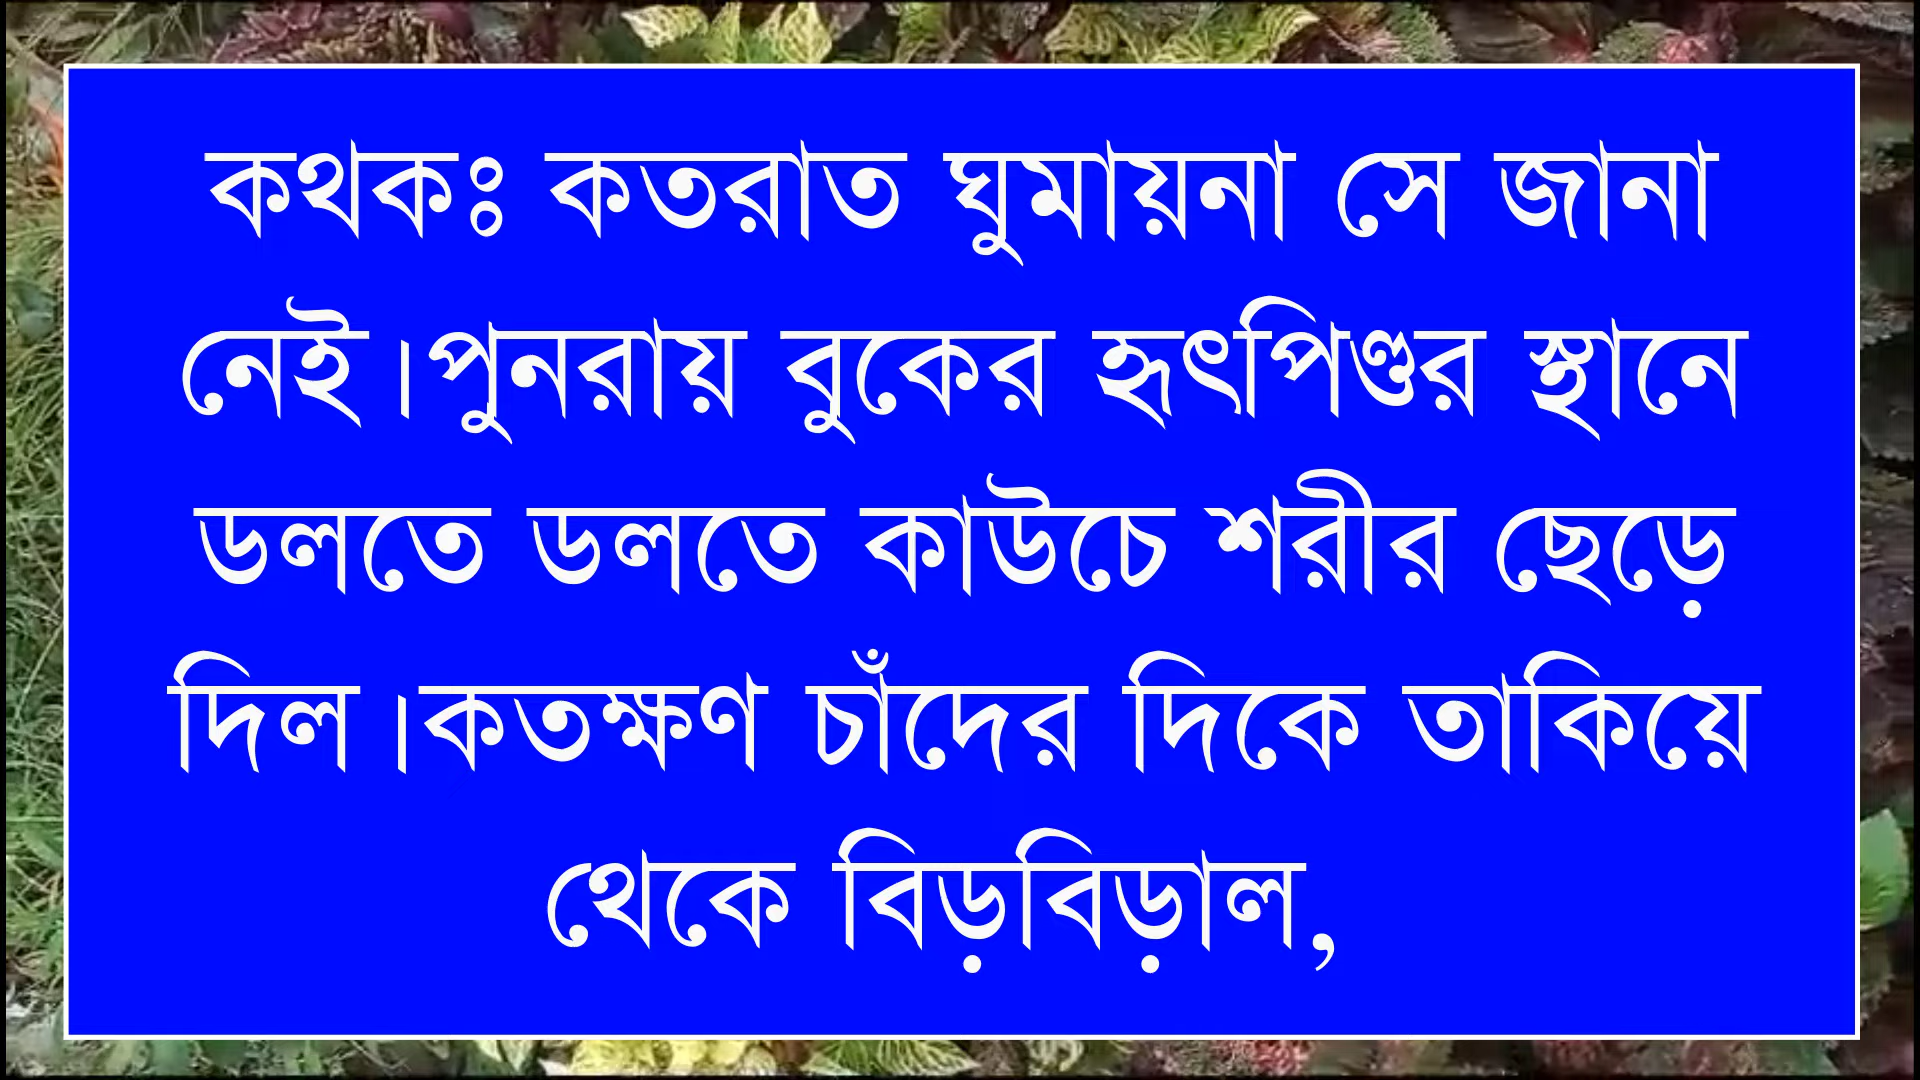 কথকঃ কতরাত ঘুমায়না সে জানা
নেই।পুনরায় বুকের হৃৎপিণ্ডর স্থানে
ডলতে ডলতে কাউচে শরীর ছেড়ে
দিল।কতক্ষণ চাঁদের দিকে তাকিয়ে
থেকে বিড়বিড়াল,